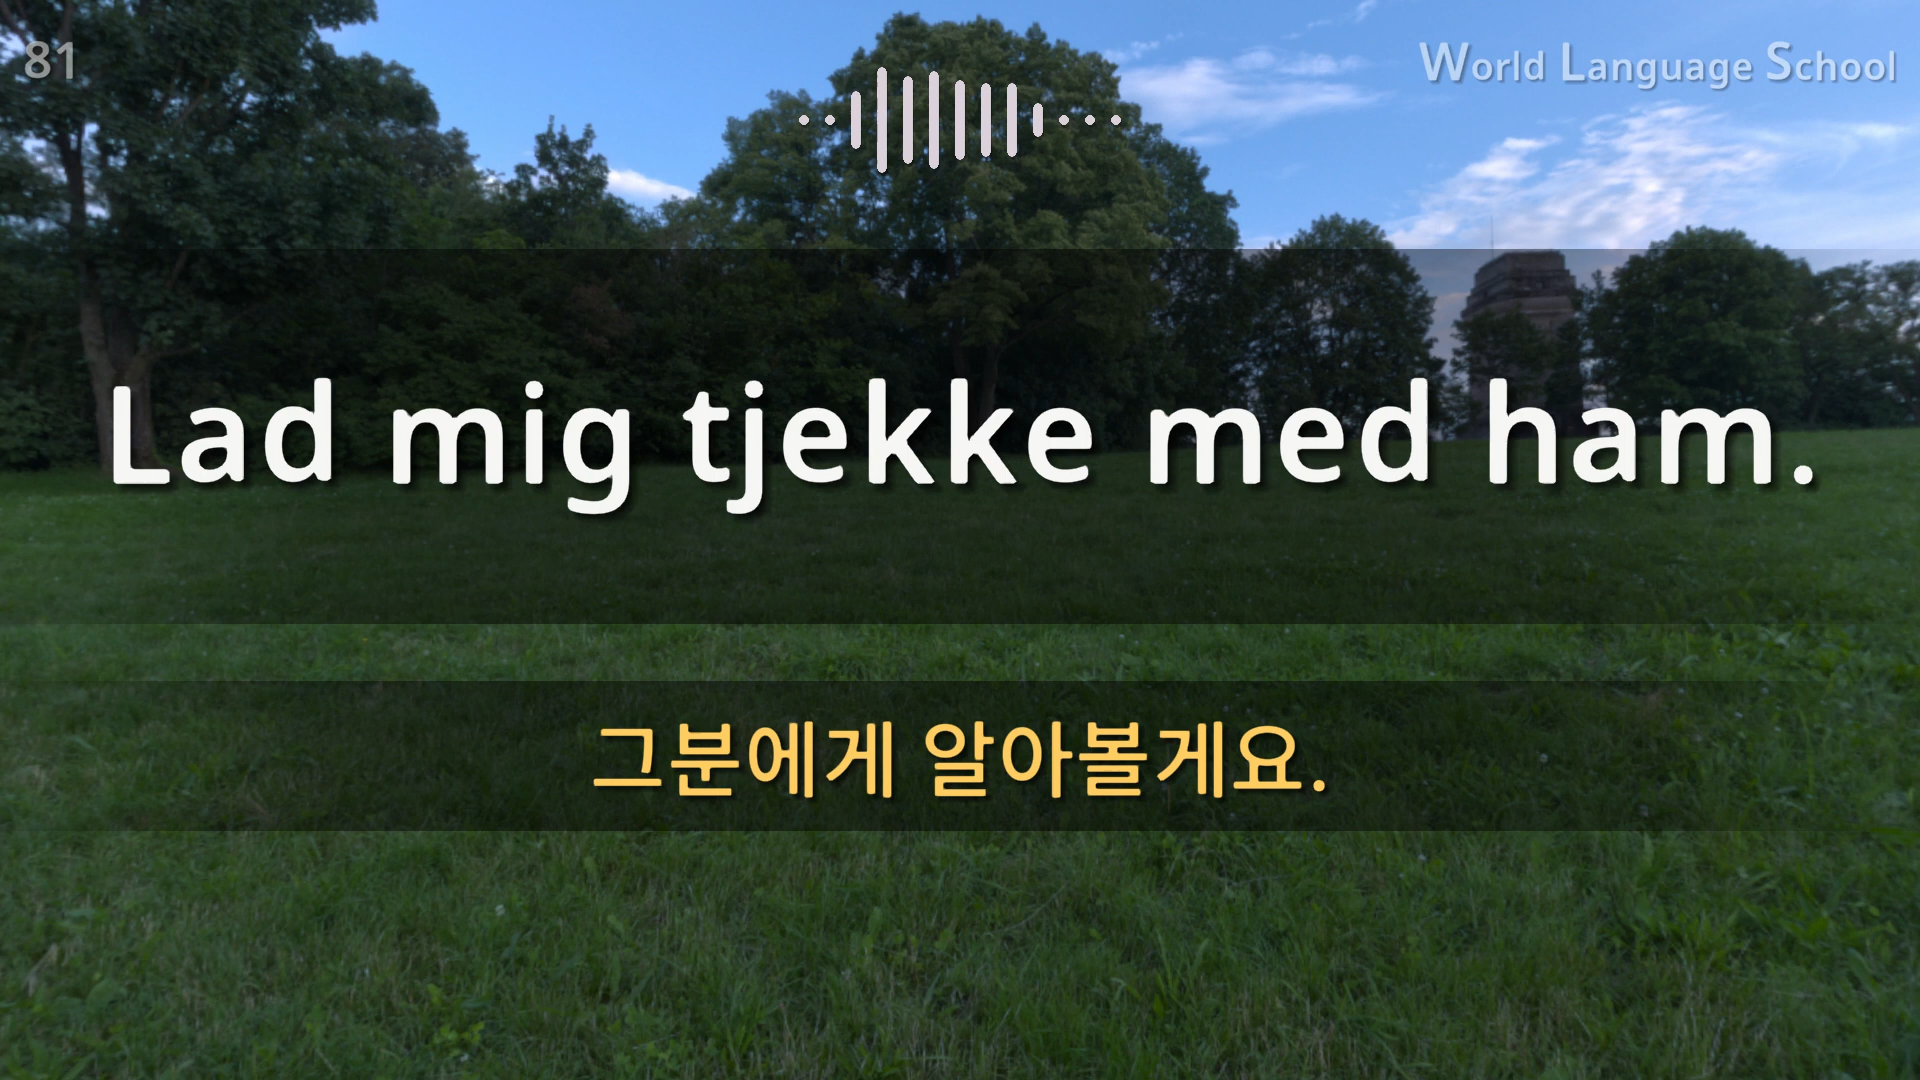 81
World Language School
Lad mig tjekke med ham.
그분에게 알아볼게요.